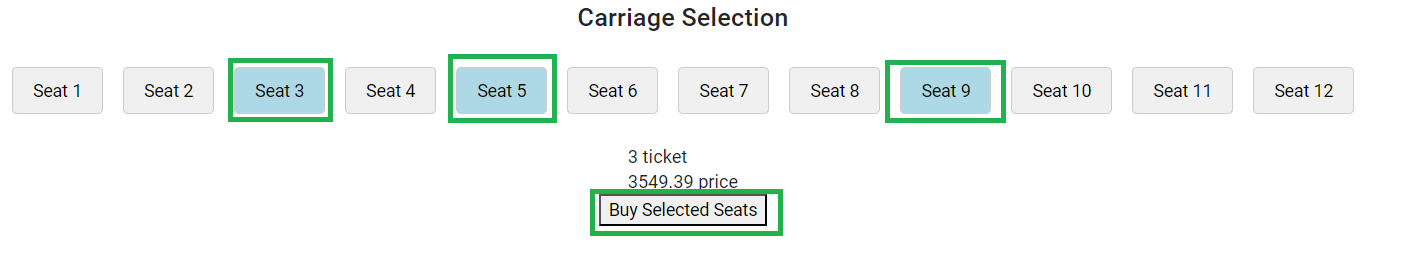 Carriage Selection
Seat 1 Seat 2 Seat 3 Seat 4 Seat 5 Seat 6 Seat 7 Seat 8 Seat 9 Seat 10 Seat 11 Seat 12
3 ticket
3549.39 price
Buy Selected Seats